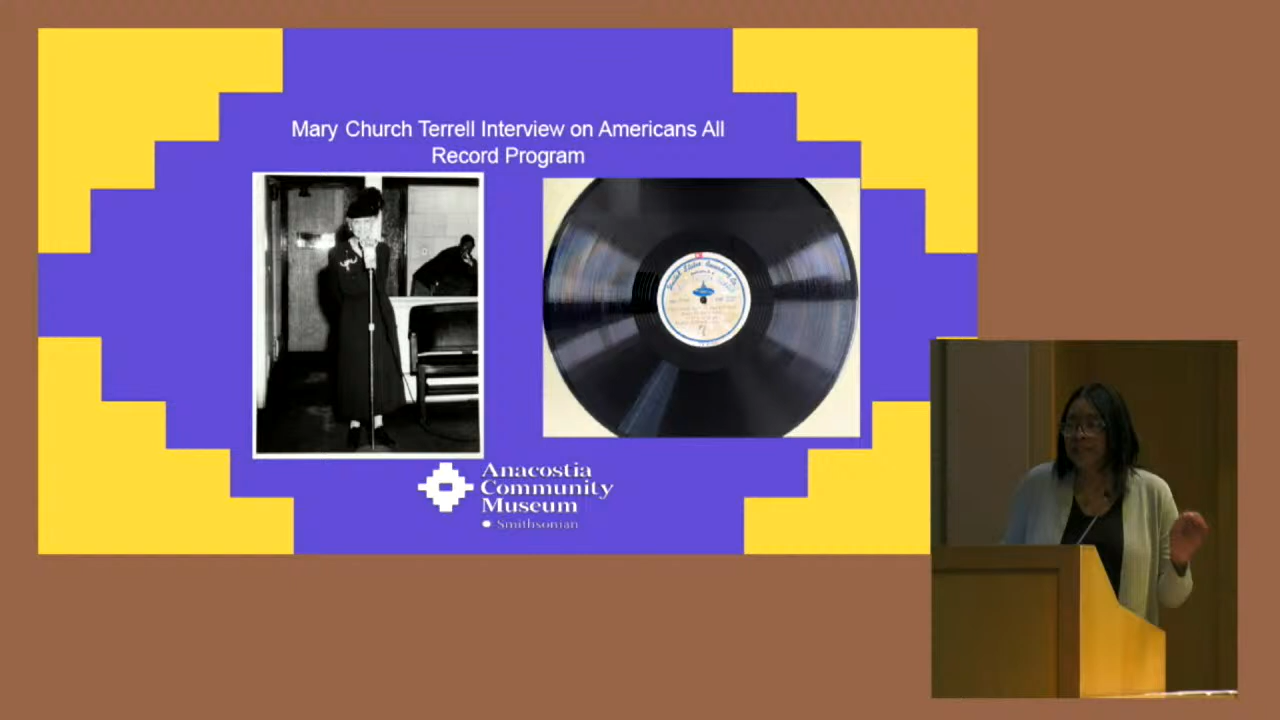 Mary Church Terrell Interview on Americans All
Record Program
Anacostia
Community
Museum
Smithsonian